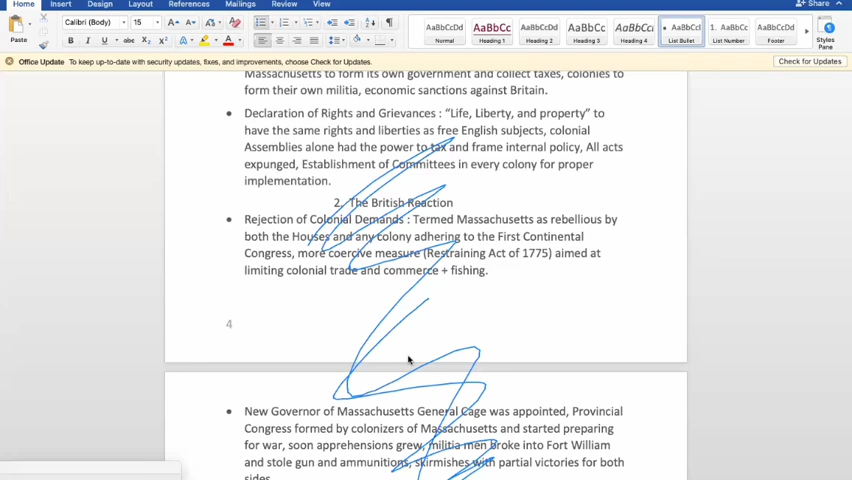 Home Insert Design Layout References Mailings Review View Share
Paste Calibri (Body) 15 AaBbCcDd AaBbCc AaBbCcDd AaBbCc AaBbCcDd AaBbCcI AaBbCc AaBbCcDd
B I U abc X₂ X² Normal Heading 1 Heading 2 Heading 3 Heading 4 List Bullet List Number Footer Styles Pane
Office Update To keep up-to-date with security updates, fixes, and improvements, choose Check for Updates. Check for Updates
Massachusetts to form its own government and collect taxes, colonies to
form their own militia, economic sanctions against Britain.
• Declaration of Rights and Grievances : “Life, Liberty, and property” to
have the same rights and liberties as free English subjects, colonial
Assemblies alone had the power to tax and frame internal policy, All acts
expunged, Establishment of Committees in every colony for proper
implementation.
2. The British Reaction
• Rejection of Colonial Demands : Termed Massachusetts as rebellious by
both the Houses and any colony adhering to the First Continental
Congress, more coercive measure (Restraining Act of 1775) aimed at
limiting colonial trade and commerce + fishing.
4
• New Governor of Massachusetts General Cage was appointed, Provincial
Congress formed by colonizers of Massachusetts and started preparing
for war, soon apprehensions grew, militia men broke into Fort William
and stole gun and ammunitions, skirmishes with partial victories for both
sides.